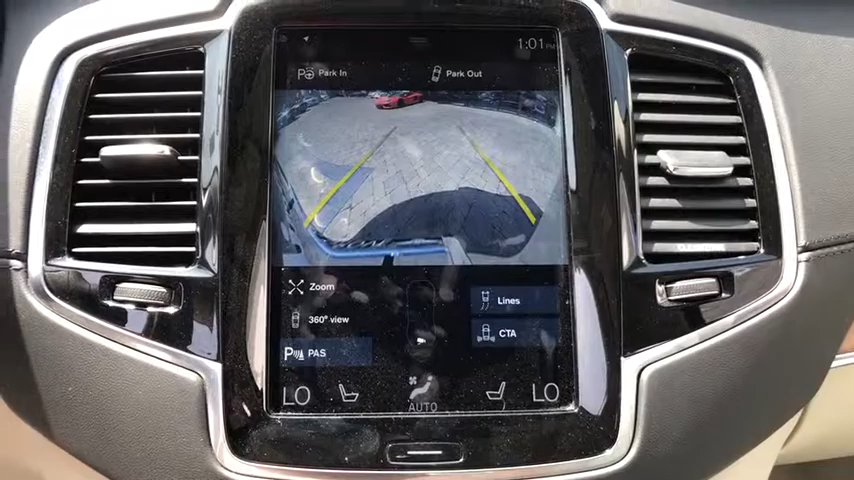 1:01
Park In
Park Out
Zoom
Lines
360° view
CTA
PAS
LO
LO
AUTO